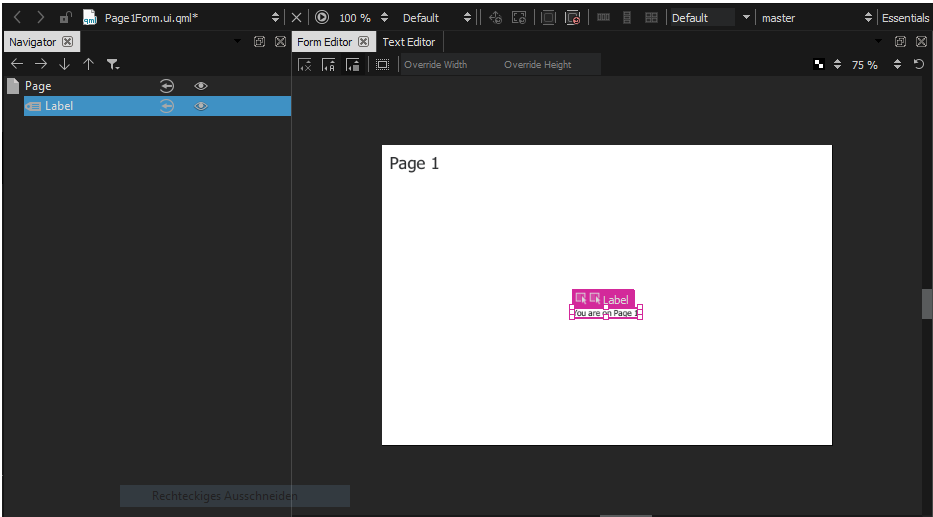 Page1Form.ui.qml* 100 % Default Default master Essentials
Navigator Form Editor Text Editor
Override Width Override Height 75 %
Page
Label
Page 1
Label
You are on Page 1
Rechteckiges Ausschneiden